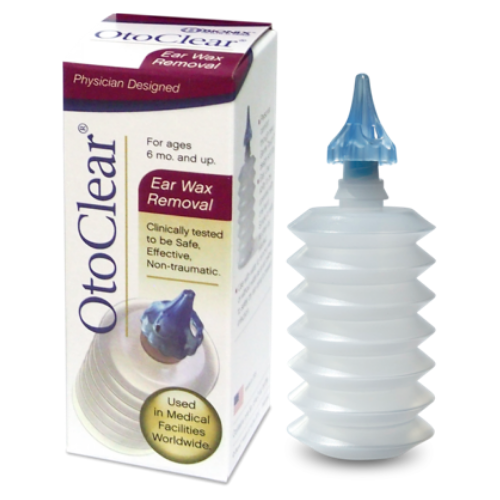 BIONIX®
OtoClear®
Ear Wax
Removal
Physician Designed
OtoClear®
For ages
6 mo. and up.
Ear Wax
Removal
Clinically tested
to be Safe,
Effective,
Non-traumatic.
Used
in Medical
Facilities
Worldwide.